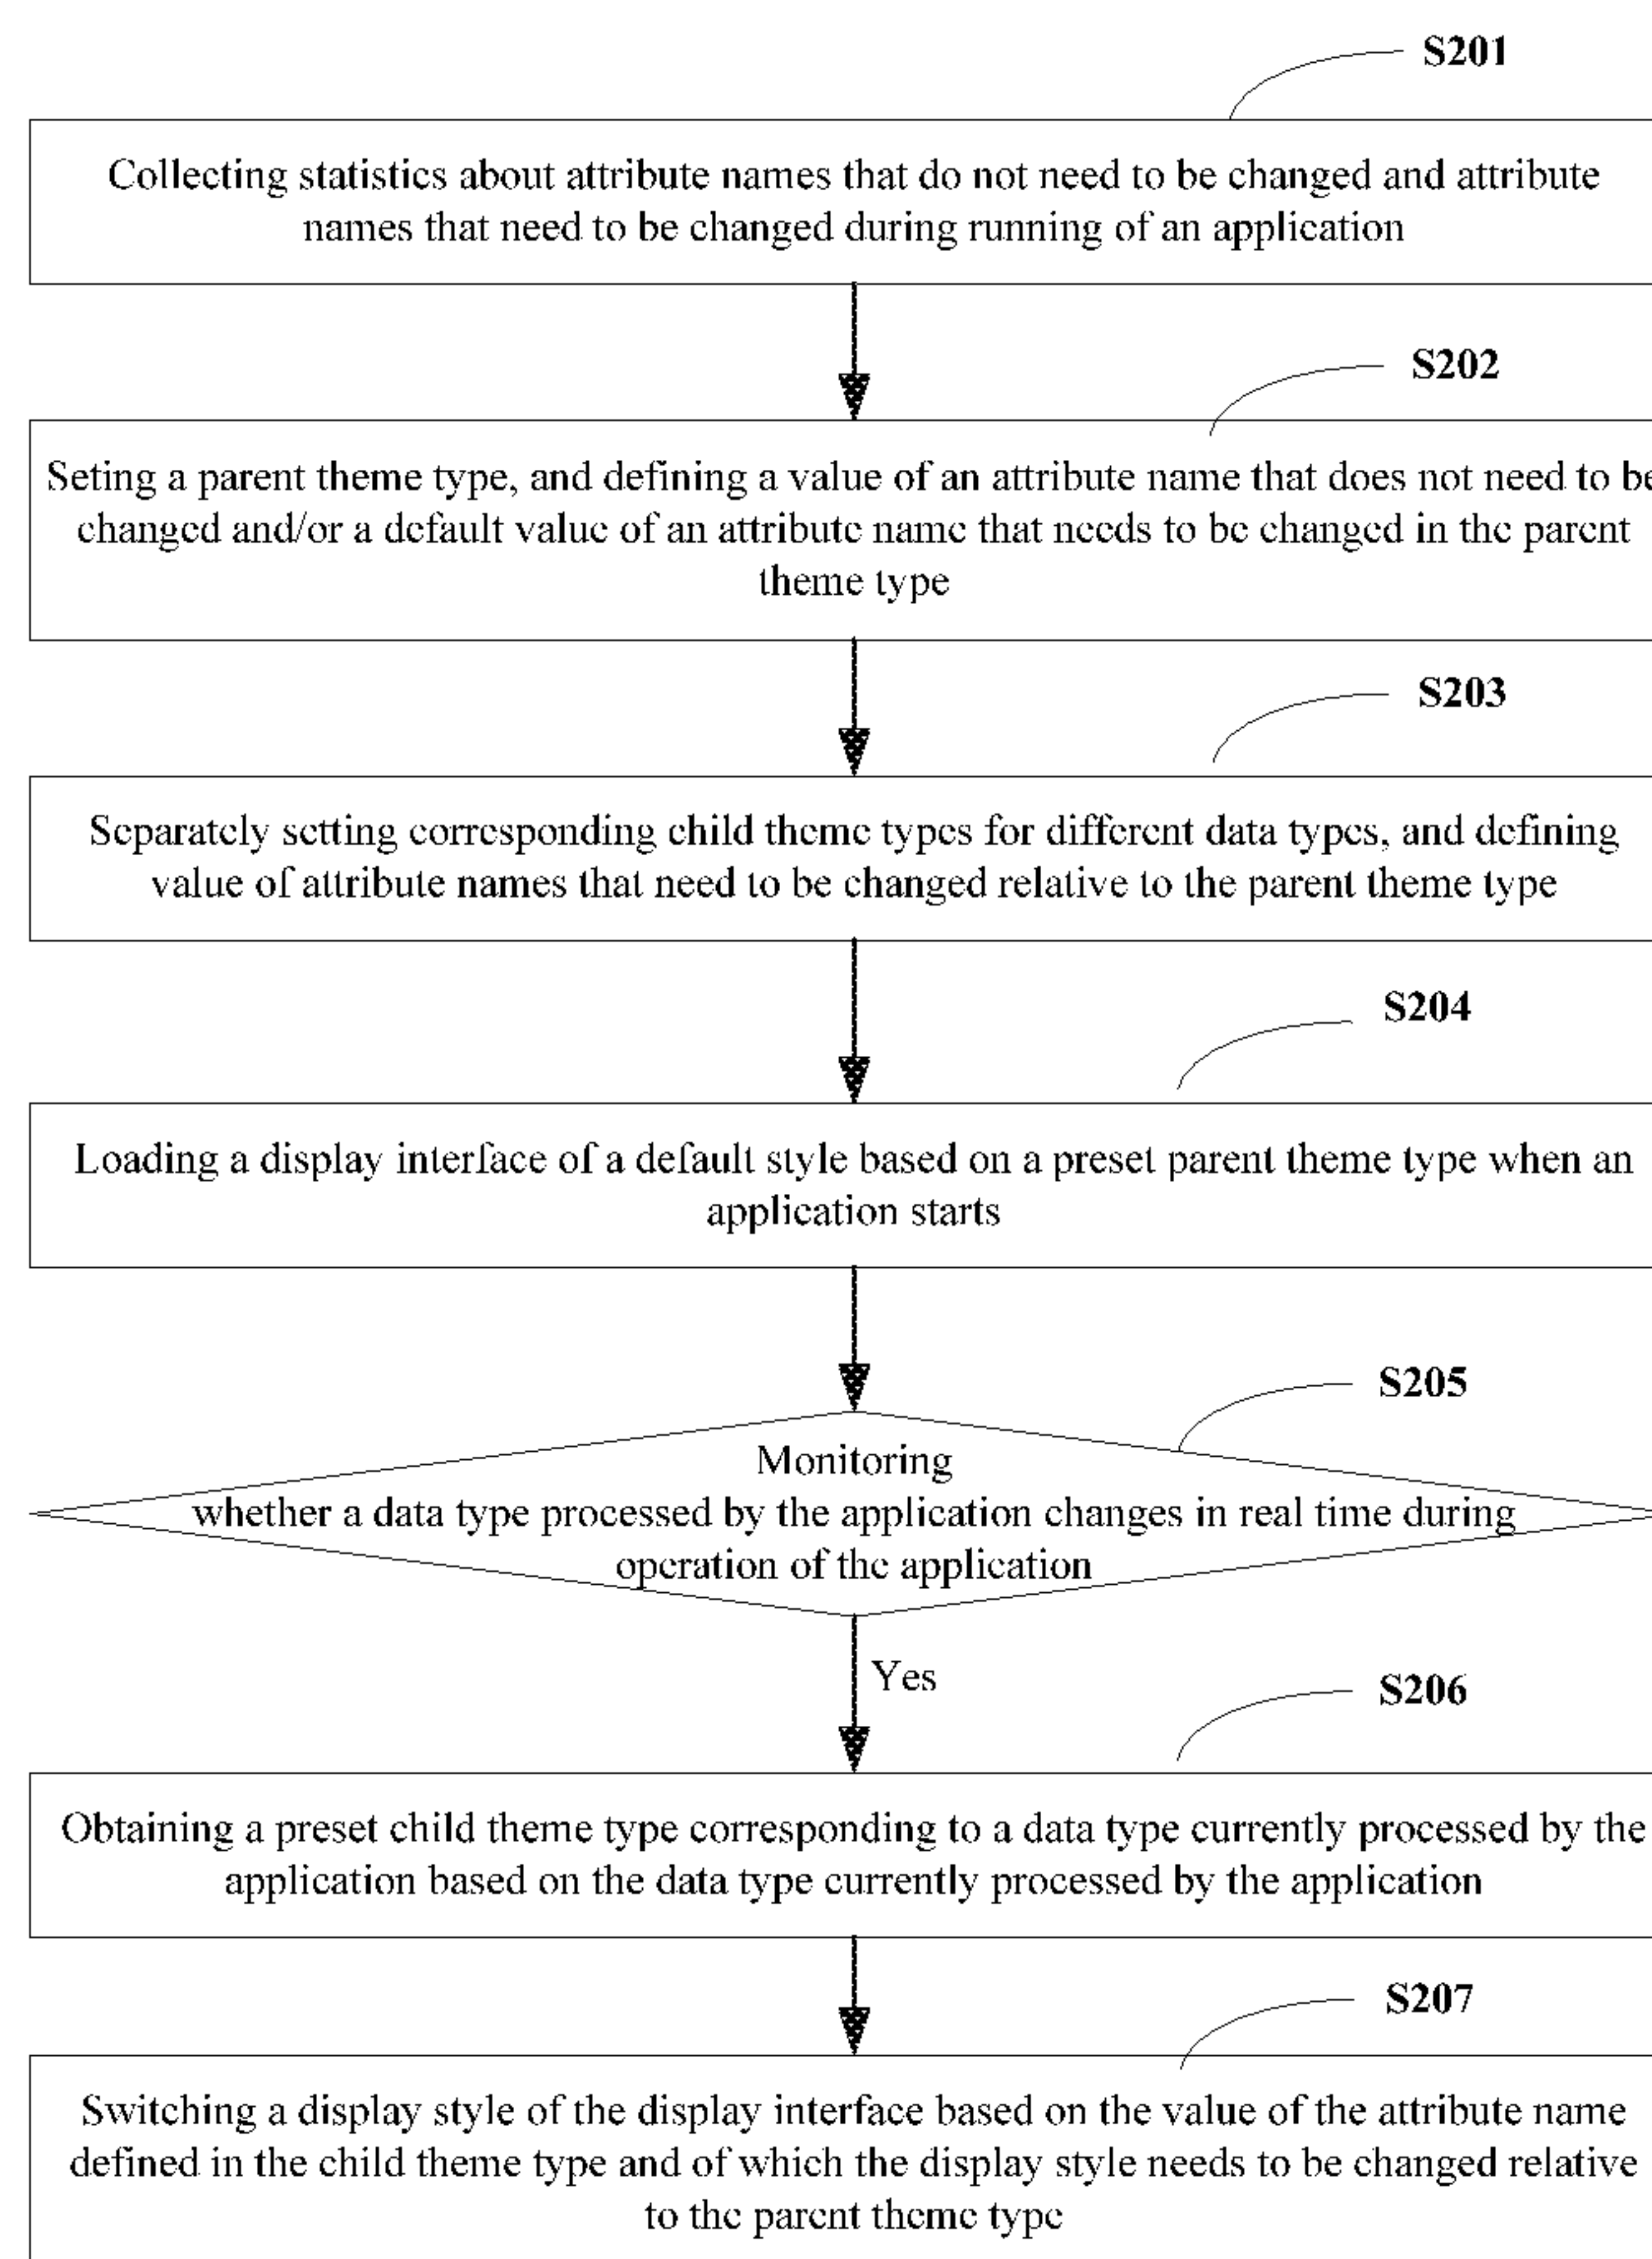 S201
Collecting statistics about attribute names that do not need to be changed and attribute
names that need to be changed during running of an application
S202
Seting a parent theme type, and defining a value of an attribute name that does not need to be
changed and/or a default value of an attribute name that needs to be changed in the parent
theme type
S203
Separately setting corresponding child theme types for different data types, and defining
value of attribute names that need to be changed relative to the parent theme type
S204
Loading a display interface of a default style based on a preset parent theme type when an
application starts
S205
Monitoring
whether a data type processed by the application changes in real time during
operation of the application
Yes
S206
Obtaining a preset child theme type corresponding to a data type currently processed by the
application based on the data type currently processed by the application
S207
Switching a display style of the display interface based on the value of the attribute name
defined in the child theme type and of which the display style needs to be changed relative
to the parent theme type